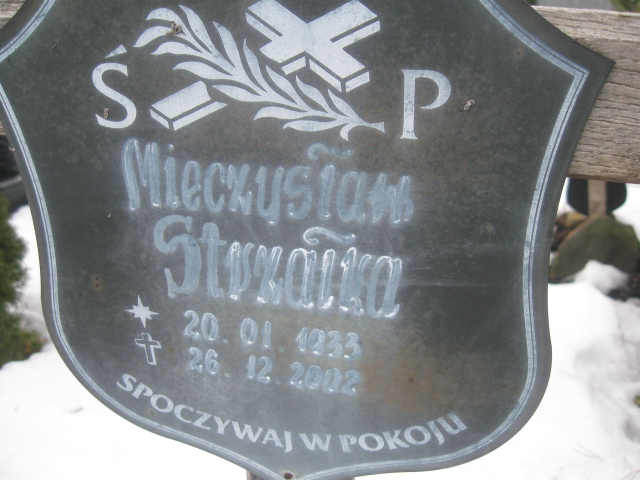 Ś P
Mieczysław
Strzałka
20 01 1933
26. 12. 2002
SPOCZYWAJ W POKOJU